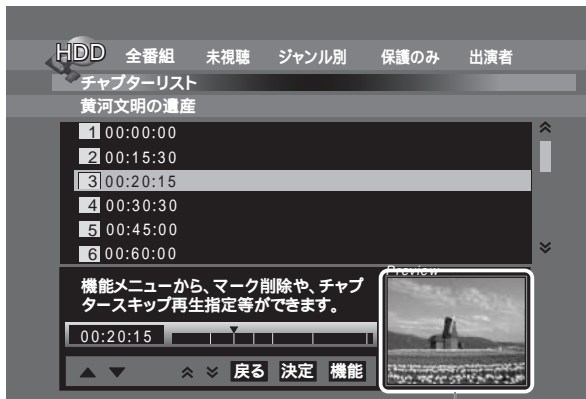 HDD 全番組 未視聴 ジャンル別 保護のみ 出演者
チャプターリスト
黄河文明の遺産
1 00:00:00
2 00:15:30
3 00:20:15
4 00:30:30
5 00:45:00
6 00:60:00
Preview
機能メニューから、マーク削除や、チャプ
タースキップ再生指定等ができます。
00:20:15
戻る 決定 機能